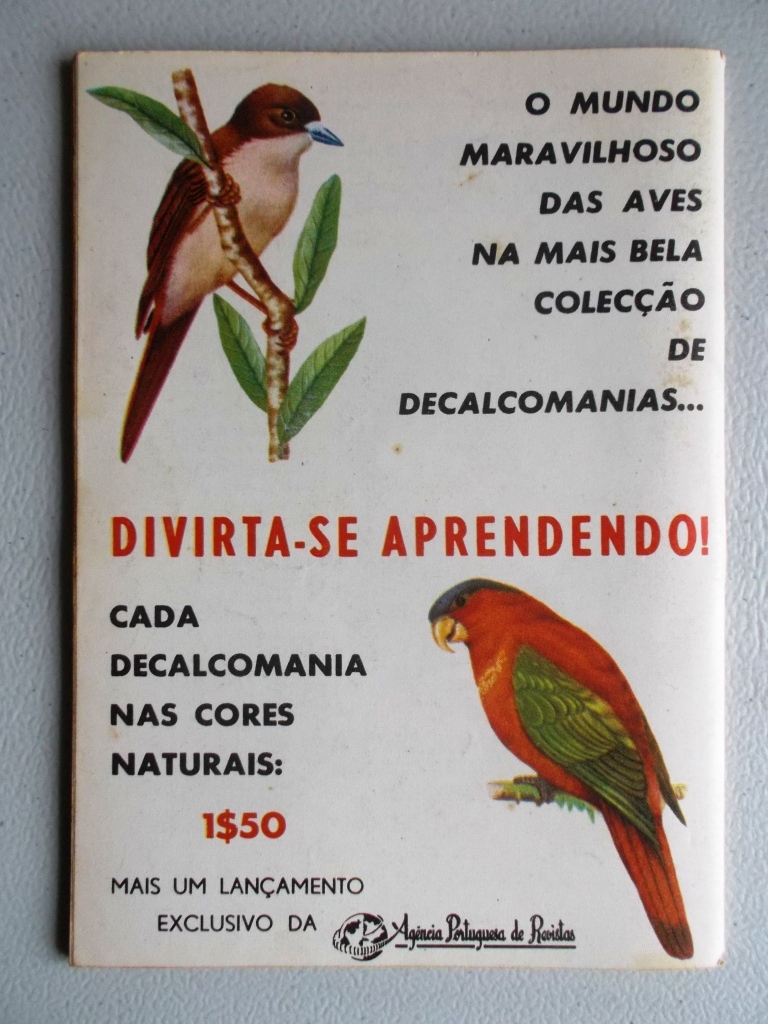 O MUNDO
MARAVILHOSO
DAS AVES
NA MAIS BELA
COLECÇÃO
DE
DECALCOMANIAS...
DIVIRTA-SE APRENDENDO!
CADA
DECALCOMANIA
NAS CORES
NATURAIS:
1$50
MAIS UM LANÇAMENTO
EXCLUSIVO DA Agência Portuguesa de Revistas